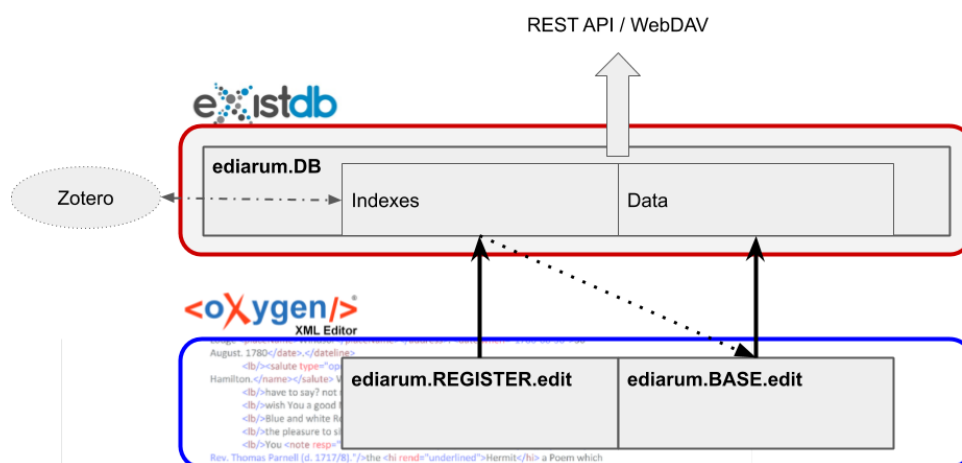 REST API / WebDAV
eXistdb
ediarum.DB
Zotero
Indexes
Data
<oXygen/>®
XML Editor
August. 1780</date>.</dateline>
<lb/><salute type="op
Hamilton.</name></salute>
<lb/>have to say? not
<lb/>wish You a good
<lb/>Blue and white Re
<lb/>the pleasure to s
<lb/>You <note resp="
Rev. Thomas Parnell (d. 1717/8)."/>the <hi rend="underlined">Hermit</hi> a Poem which
ediarum.REGISTER.edit
ediarum.BASE.edit